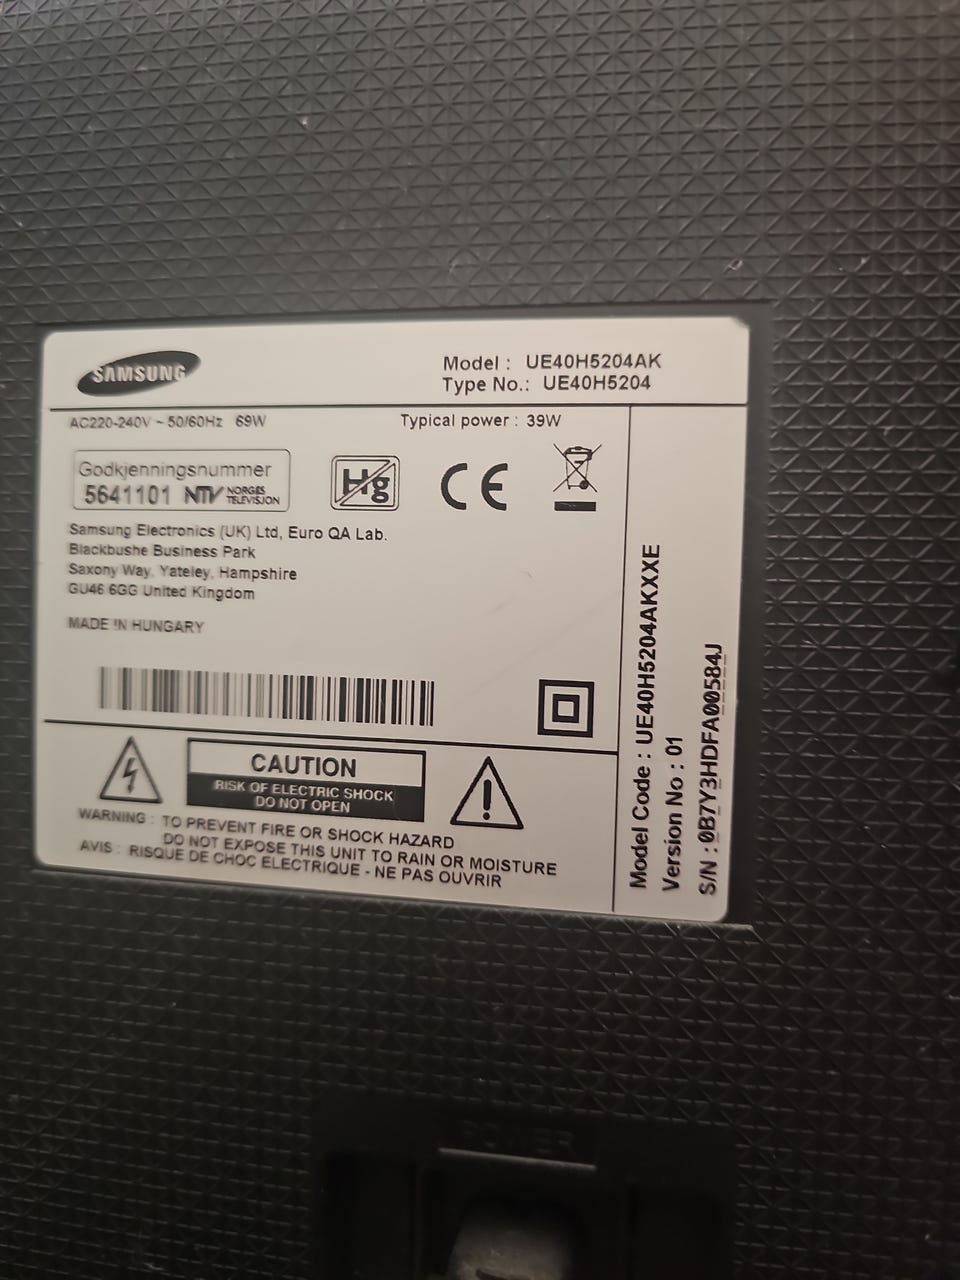 SAMSUNG
Model : UE40H5204AK
Type No.: UE40H5204
AC220-240V ~ 50/60Hz 69W
Typical power : 39W
Godkjenningsnummer
5641101 NTV NORGES TELEVISJON
Hg
CE
Samsung Electronics (UK) Ltd, Euro QA Lab.
Blackbushe Business Park
Saxony Way, Yateley, Hampshire
GU46 6GG United Kingdom
MADE IN HUNGARY
CAUTION
RISK OF ELECTRIC SHOCK
DO NOT OPEN
WARNING : TO PREVENT FIRE OR SHOCK HAZARD
DO NOT EXPOSE THIS UNIT TO RAIN OR MOISTURE
AVIS : RISQUE DE CHOC ELECTRIQUE - NE PAS OUVRIR
Model Code : UE40H5204AKXXE
Version No : 01
S/N : 0B7Y3HDFA00584J
POWER